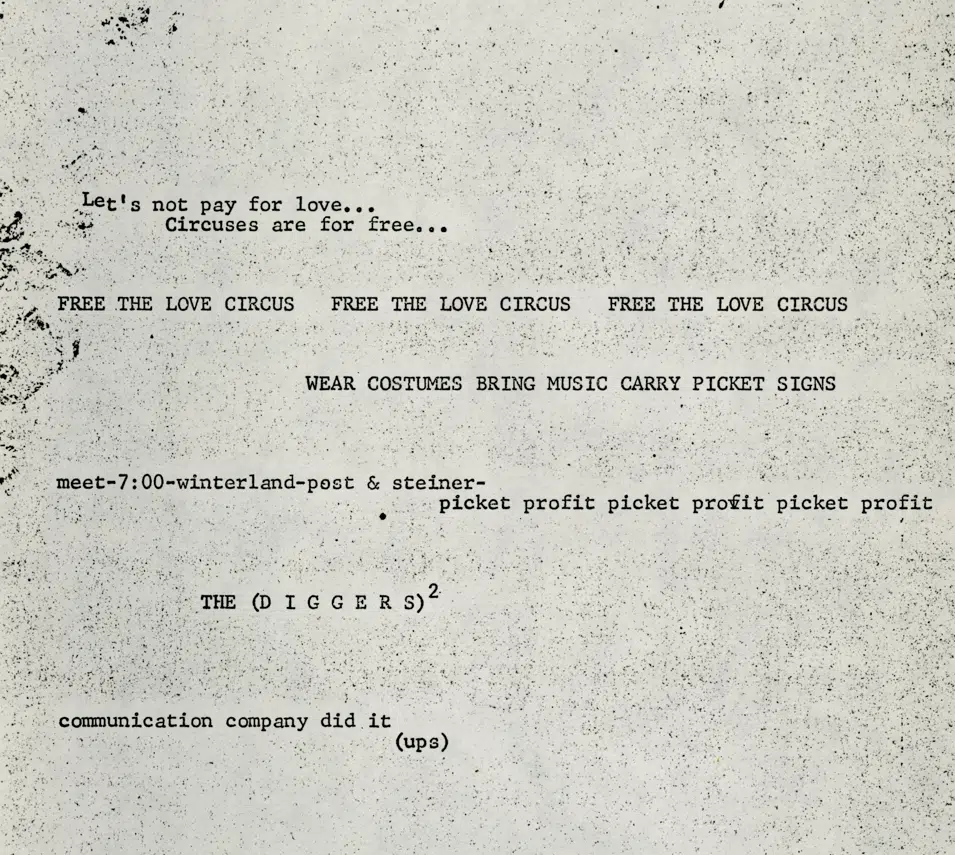 Let's not pay for love...
Circuses are for free...
FREE THE LOVE CIRCUS FREE THE LOVE CIRCUS FREE THE LOVE CIRCUS
WEAR COSTUMES BRING MUSIC CARRY PICKET SIGNS
meet-7:00-winterland-post & steiner-
picket profit picket profit picket profit
THE (D I G G E R S)²
communication company did it
(ups)